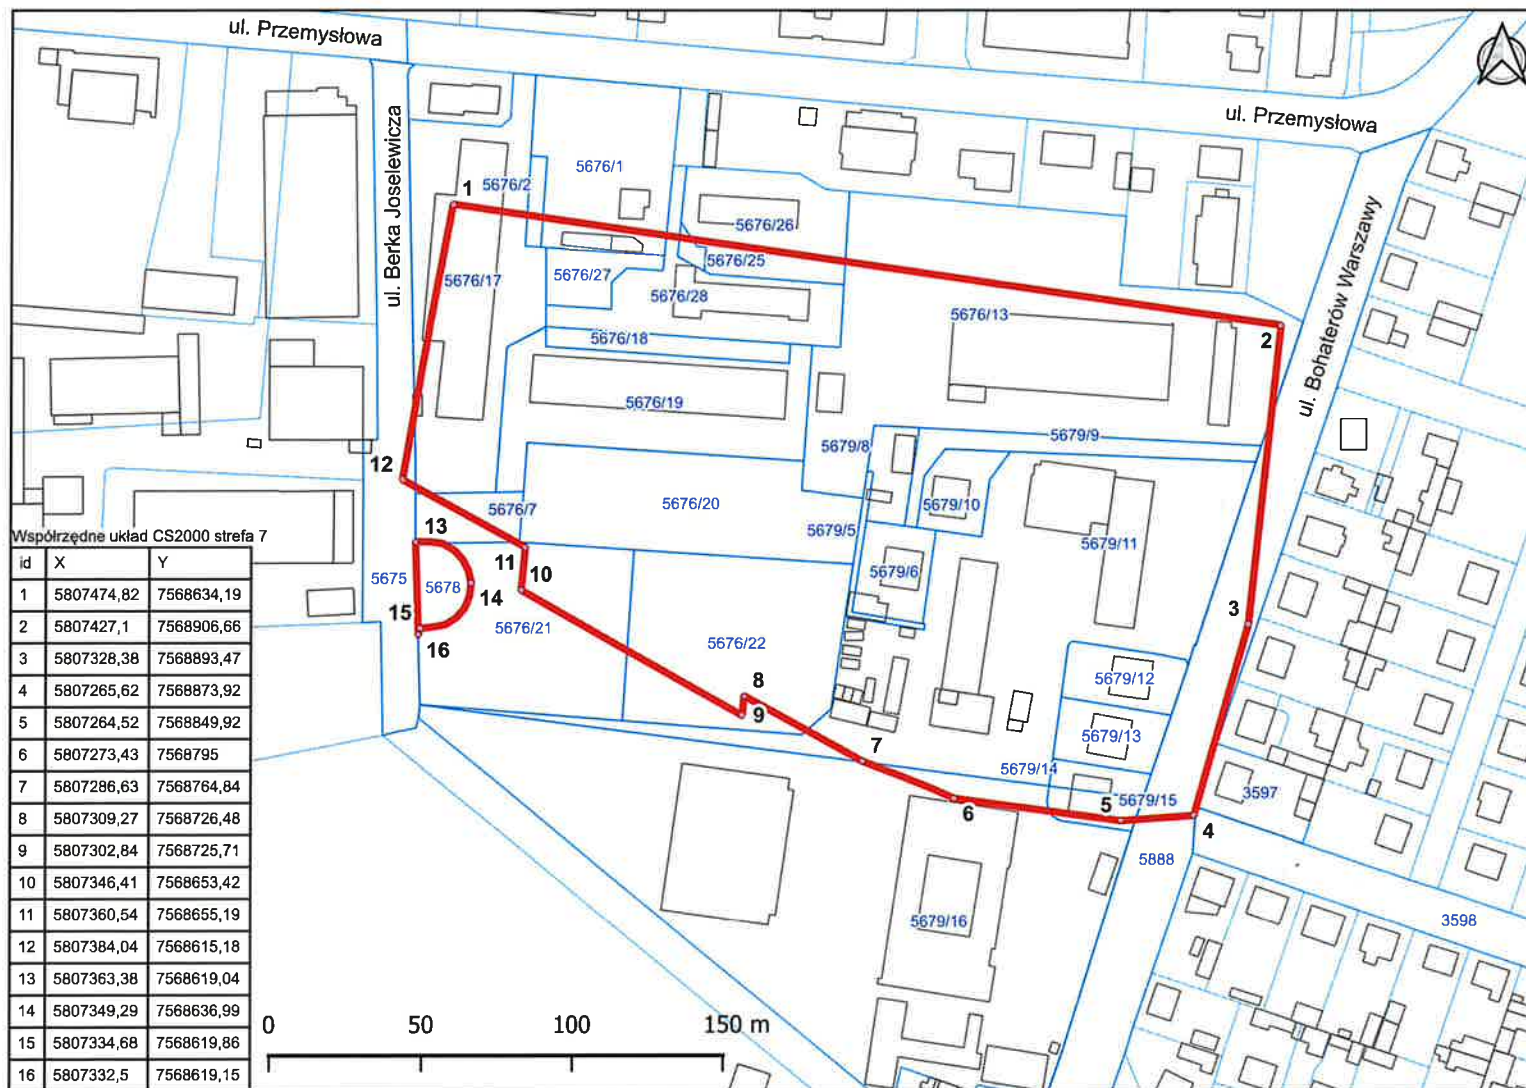 ul. Przemysłowa
ul. Przemysłowa
ul. Berka Joselewicza
ul. Bohaterów Warszawy
1
5676/2
5676/1
5676/26
5676/25
5676/17
5676/27
5676/28
5676/13
2
5676/18
5676/19
5679/9
5679/8
12
5676/7
5676/20
5679/10
5679/5
5679/11
13
11
10
5675
5678
14
5679/6
15
16
5676/21
5676/22
3
5679/12
8
9
5679/13
7
5679/14
5679/15
5
6
4
3597
5888
5679/16
3598
Współrzędne układ CS2000 strefa 7
id X Y
1 5807474,82 7568634,19
2 5807427,1 7568906,66
3 5807328,38 7568893,47
4 5807265,62 7568873,92
5 5807264,52 7568849,92
6 5807273,43 7568795
7 5807286,63 7568764,84
8 5807309,27 7568726,48
9 5807302,84 7568725,71
10 5807346,41 7568653,42
11 5807360,54 7568655,19
12 5807384,04 7568615,18
13 5807363,38 7568619,04
14 5807349,29 7568636,99
15 5807334,68 7568619,86
16 5807332,5 7568619,15
0 50 100 150 m